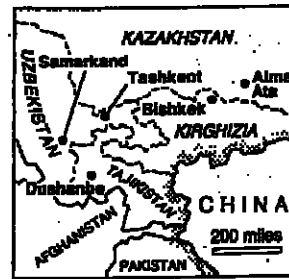 KAZAKHSTAN
UZBEKISTAN
Samarkand
Tashkent
Alma
Ata
Bishkek
KIRGHIZIA
Dushanbe
TAJIKISTAN
CHINA
AFGHANISTAN
200 miles
PAKISTAN